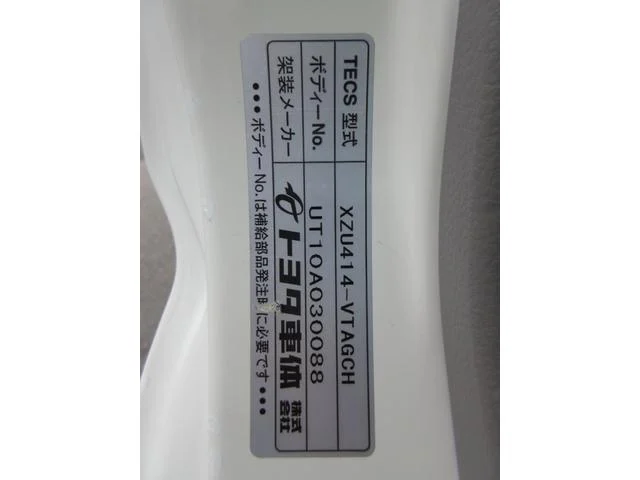 TECS 型式 XZU414-VTAGCH
ボディーNo. UT10A030088
架装メーカー トヨタ車体 株式会社
•••ボディーNo.は補給部品発注時に必要です•••